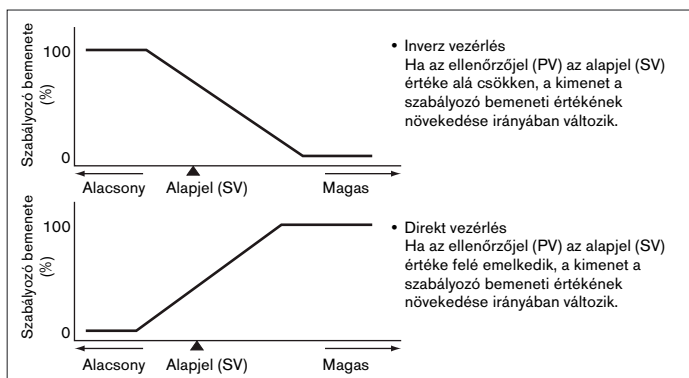 Szabályozó bemenete
(%)
100
0
Alacsony
Alapjel (SV)
Magas
• Inverz vezérlés
Ha az ellenőrzőjel (PV) az alapjel (SV)
értéke alá csökken, a kimenet a
szabályozó bemeneti értékének
növekedése irányában változik.
Szabályozó bemenete
(%)
100
0
Alacsony
Alapjel (SV)
Magas
• Direkt vezérlés
Ha az ellenőrzőjel (PV) az alapjel (SV)
értéke felé emelkedik, a kimenet a
szabályozó bemeneti értékének
növekedése irányában változik.